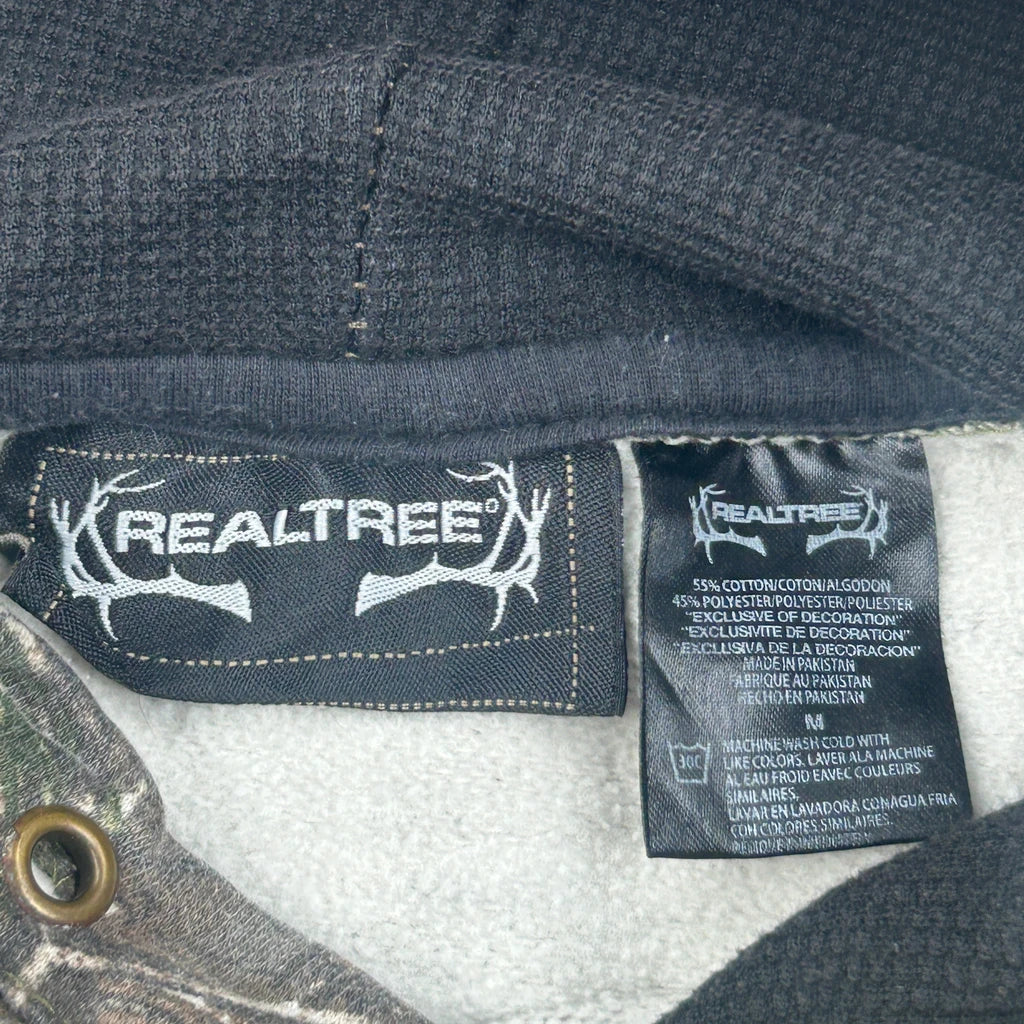 REALTREE
REALTREE
55% COTTON/COTON/ALGODON
45% POLYESTER/POLYESTER/POLIESTER
"EXCLUSIVE OF DECORATION"
"EXCLUSIVITE DE DECORATION"
"EXCLUSIVA DE LA DECORACION"
MADE IN PAKISTAN
FABRIQUE AU PAKISTAN
HECHO EN PAKISTAN
M
30C
MACHINE WASH COLD WITH
LIKE COLORS. LAVER ALA MACHINE
AL EAU FROID EAVEC COULEURS
SIMILAIRES.
LAVAR EN LAVADORA CONAGUA FRIA
CON COLORES SIMILARES.